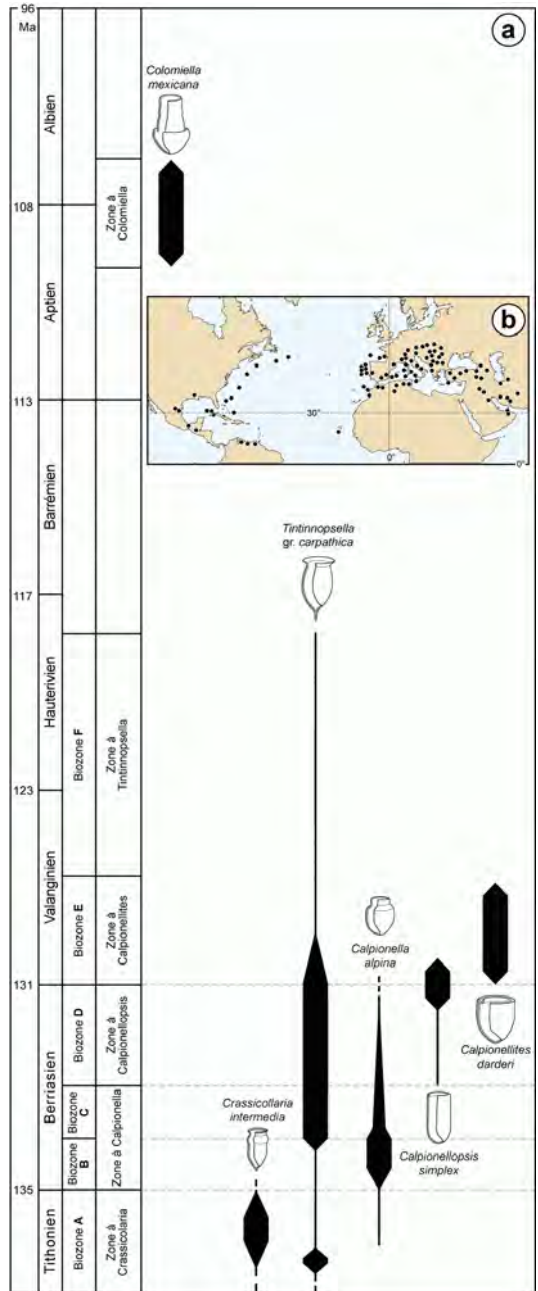 96
Ma
a
Colomiella
mexicana
Albien
108
Zone à
Colomiella
Aptien
b
30°
0°
0°
113
Barrémien
Tintinnopsella
gr. carpathica
117
Hauterivien
Biozone F
Zone à
Tintinnopsella
123
Valanginien
Biozone E
Zone à
Calpionellites
Calpionella
alpina
131
Berriasien
Biozone D
Zone à
Calpionellopsis
Calpionellites
darderi
Biozone
C
Crassicollaria
intermedia
Biozone
B
Zone à Calpionella
Calpionellopsis
simplex
135
Tithonien
Biozone A
Zone à
Crassicolaria